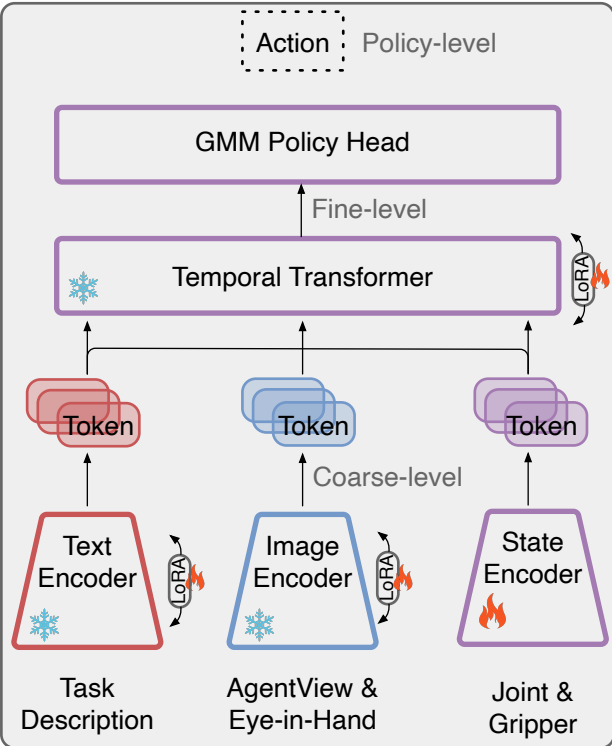 Action
Policy-level
GMM Policy Head
Fine-level
Temporal Transformer
LoRA
Token
Token
Token
Coarse-level
Text
Encoder
LoRA
Image
Encoder
LoRA
State
Encoder
Task
Description
AgentView &
Eye-in-Hand
Joint &
Gripper